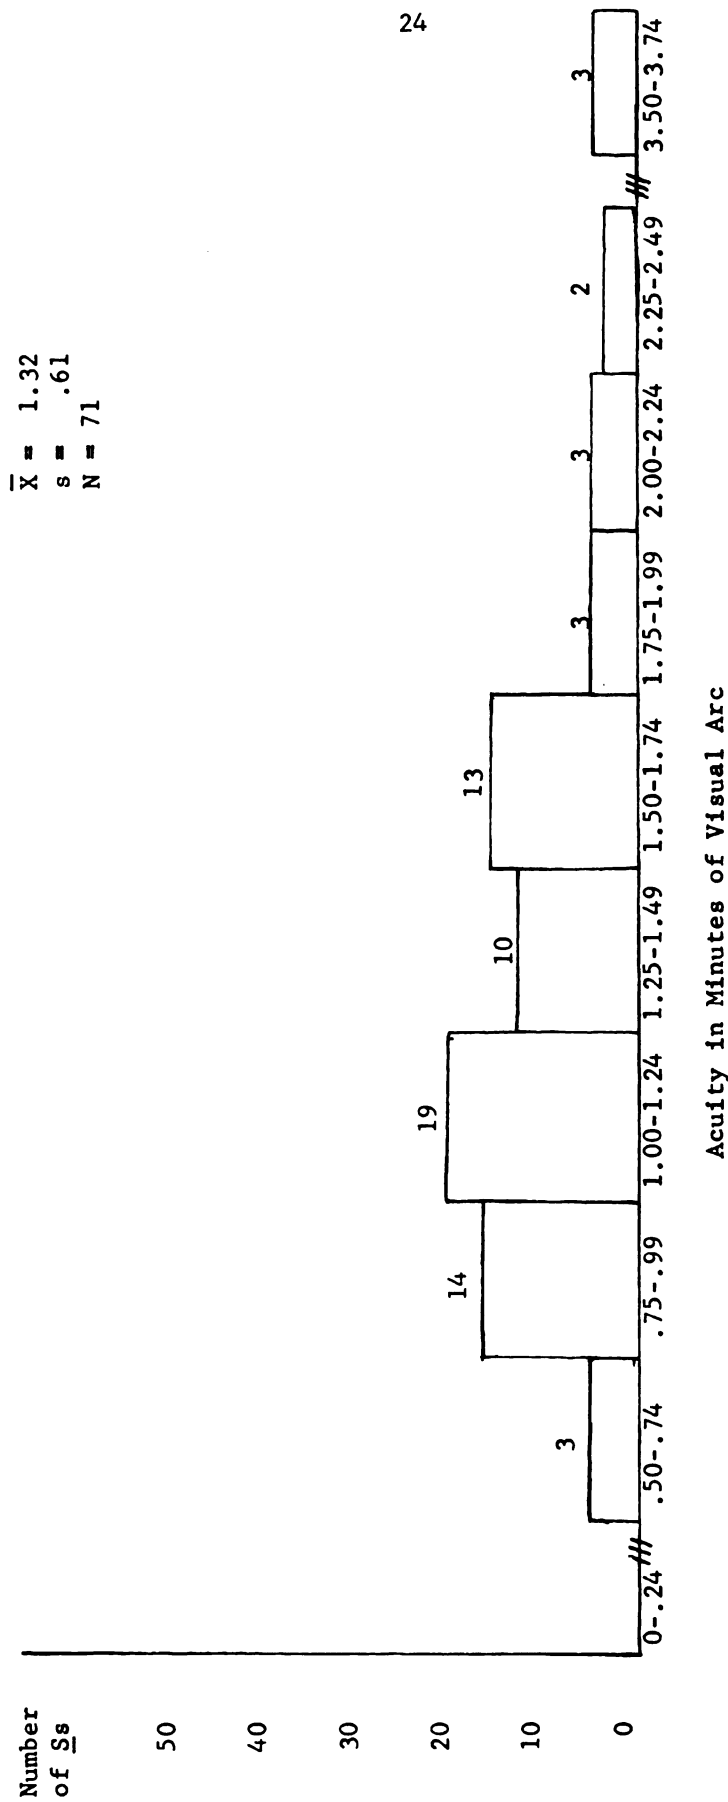 24
Number
of Ss
X̄ = 1.32
s = .61
N = 71
50
40
30
20
10
0
3
14
19
10
13
3
3
2
3
0-.24 .50-.74 .75-.99 1.00-1.24 1.25-1.49 1.50-1.74 1.75-1.99 2.00-2.24 2.25-2.49 3.50-3.74
Acuity in Minutes of Visual Arc